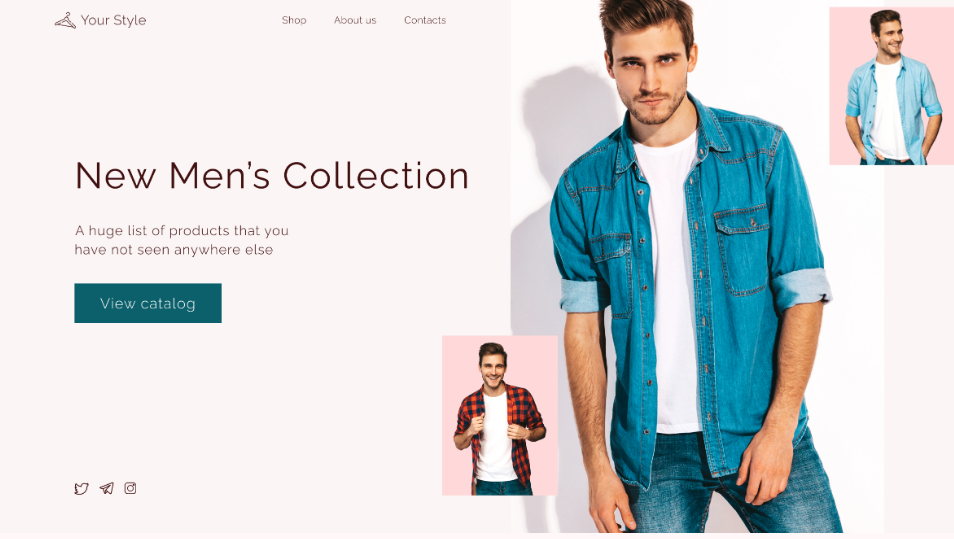 Your Style
Shop
About us
Contacts
New Men’s Collection
A huge list of products that you
have not seen anywhere else
View catalog